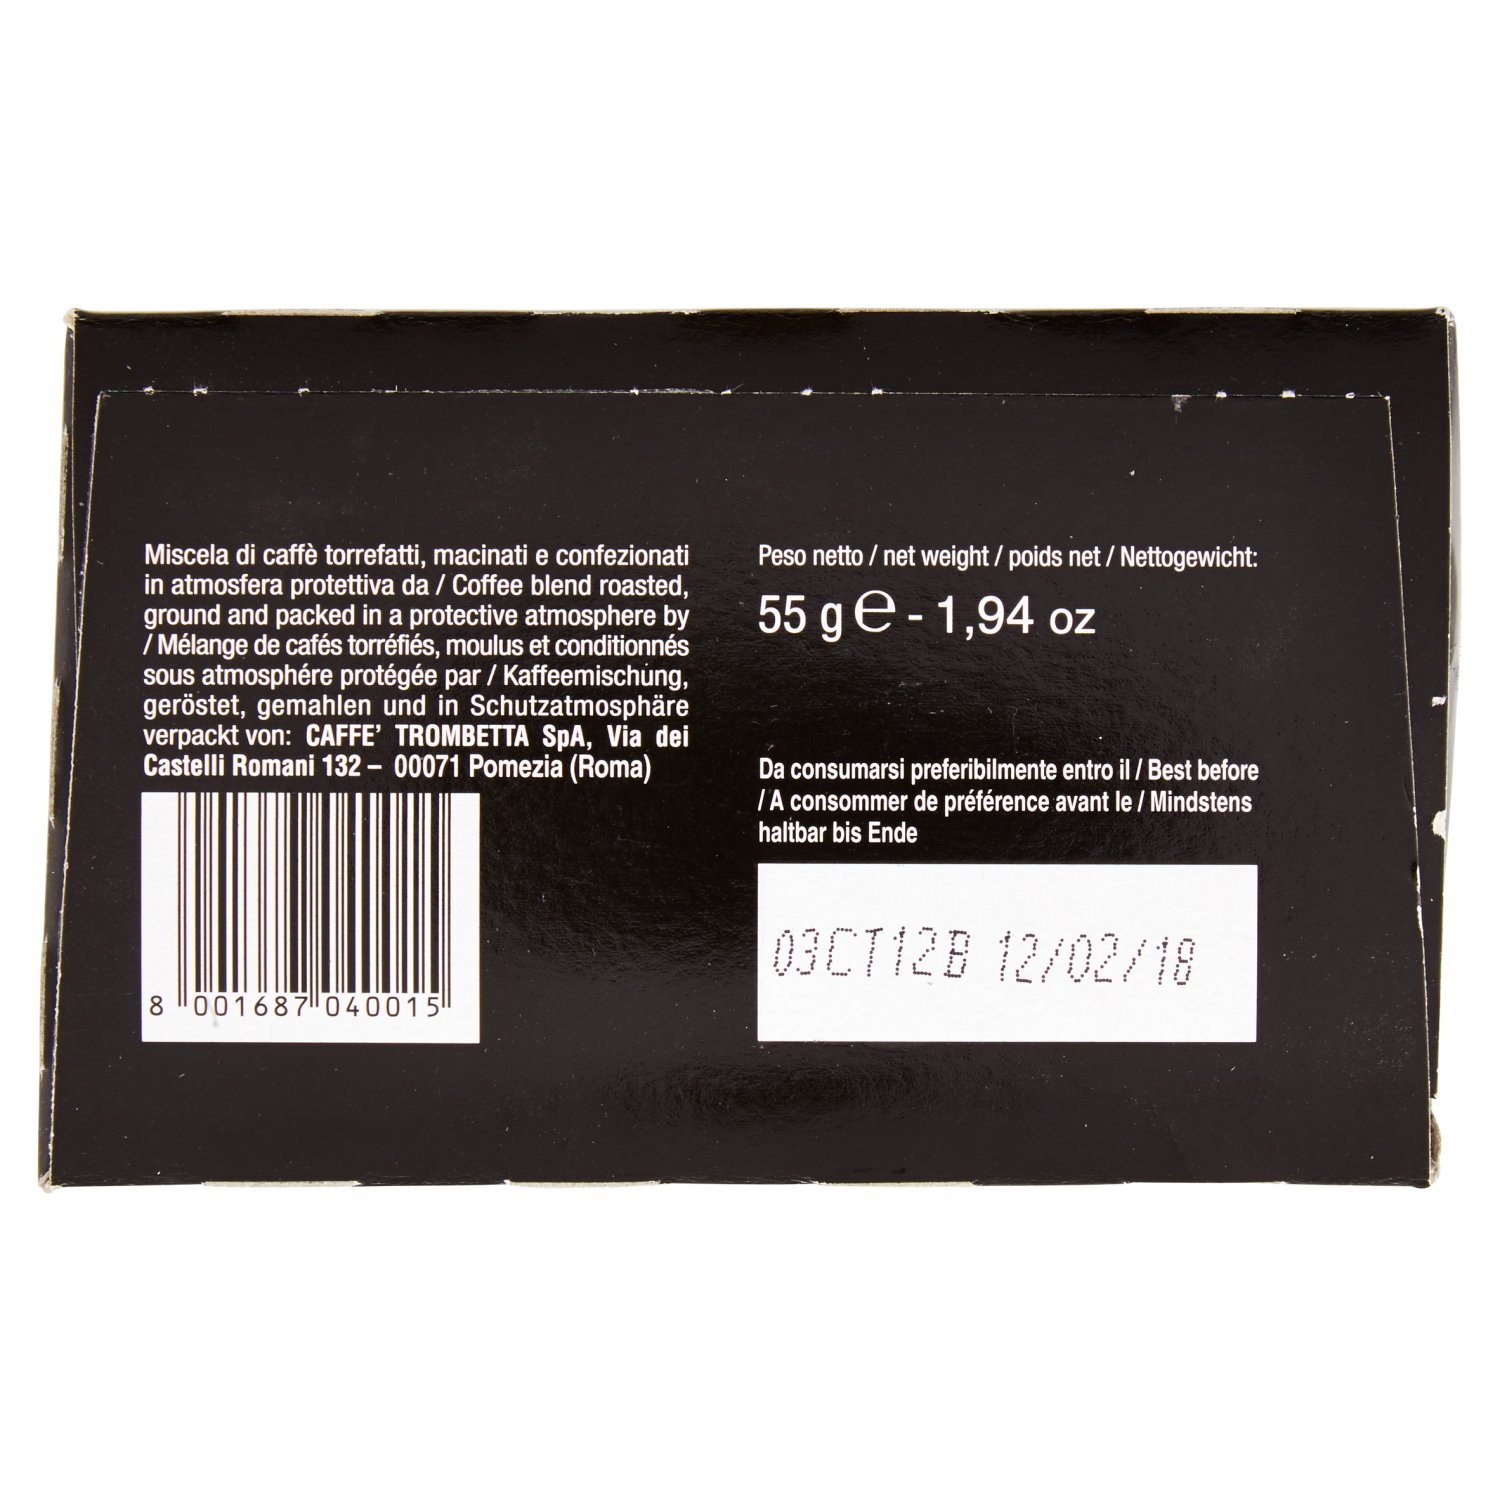 Miscela di caffè torrefatti, macinati e confezionati
in atmosfera protettiva da / Coffee blend roasted,
ground and packed in a protective atmosphere by
/ Mélange de cafés torréfiés, moulus et conditionnés
sous atmosphére protégée par / Kaffeemischung,
geröstet, gemahlen und in Schutzatmosphäre
verpackt von: CAFFE' TROMBETTA SpA, Via dei
Castelli Romani 132 – 00071 Pomezia (Roma)
8 001687 040015
Peso netto / net weight / poids net / Nettogewicht:
55 g ℮ - 1,94 oz
Da consumarsi preferibilmente entro il / Best before
/ A consommer de préférence avant le / Mindstens
haltbar bis Ende
03CT12B 12/02/18